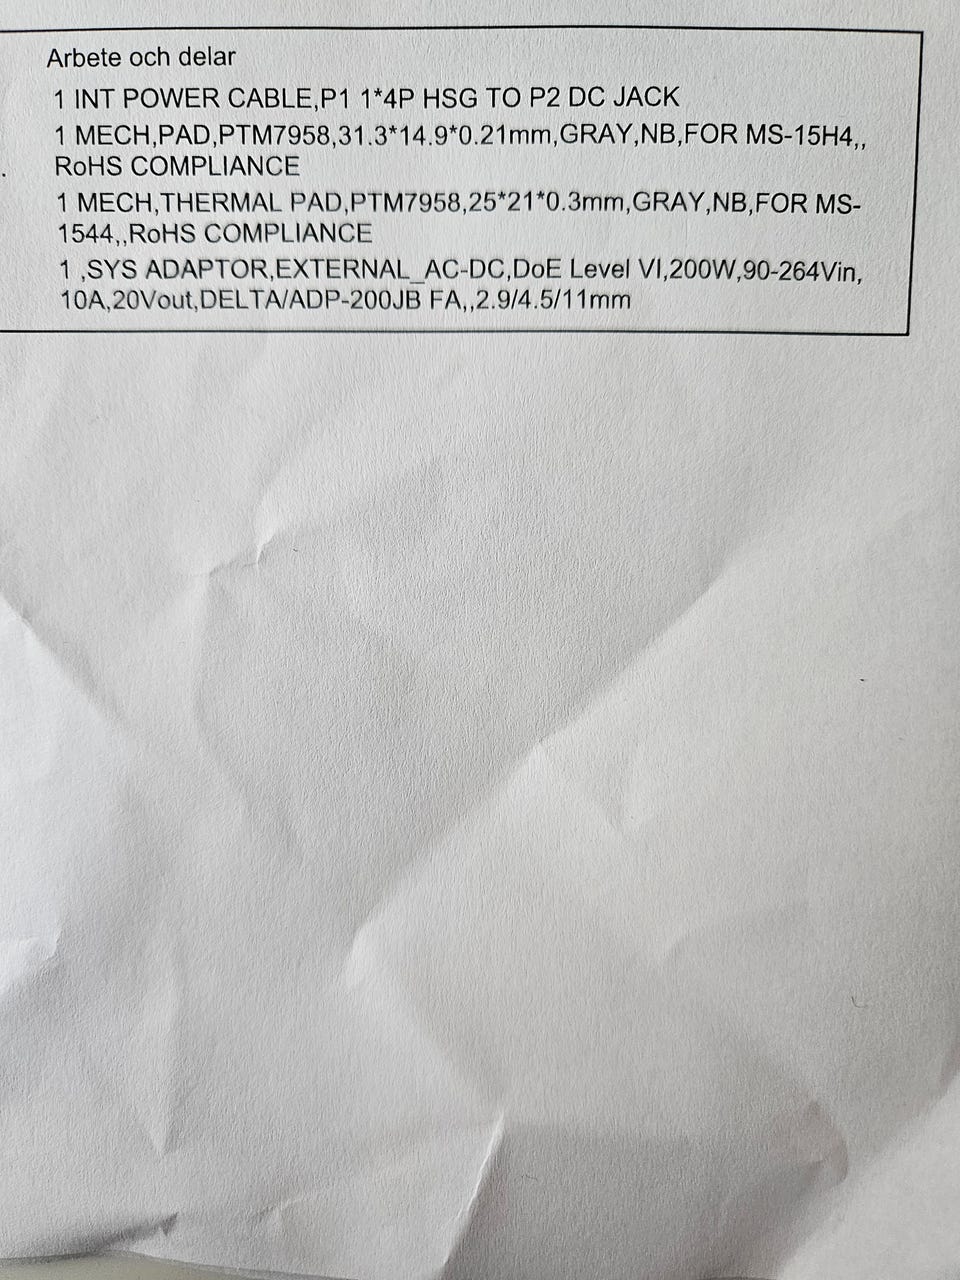 Arbete och delar
1 INT POWER CABLE,P1 1*4P HSG TO P2 DC JACK
1 MECH,PAD,PTM7958,31.3*14.9*0.21mm,GRAY,NB,FOR MS-15H4,,
RoHS COMPLIANCE
1 MECH,THERMAL PAD,PTM7958,25*21*0.3mm,GRAY,NB,FOR MS-
1544,,RoHS COMPLIANCE
1 ,SYS ADAPTOR,EXTERNAL_AC-DC,DoE Level VI,200W,90-264Vin,
10A,20Vout,DELTA/ADP-200JB FA,,2.9/4.5/11mm